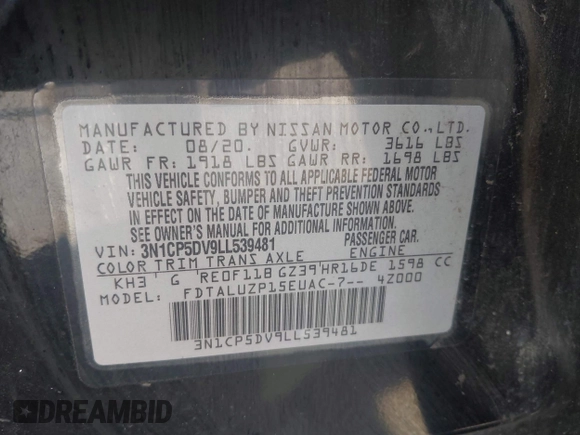 MANUFACTURED BY NISSAN MOTOR CO.,LTD.
DATE: 08/20. GVWR: 3616 LBS
GAWR FR: 1918 LBS GAWR RR: 1698 LBS
THIS VEHICLE CONFORMS TO ALL APPLICABLE FEDERAL MOTOR
VEHICLE SAFETY, BUMPER AND THEFT PREVENTION STANDARDS
IN EFFECT ON THE DATE OF MANUFACTURE SHOWN ABOVE.
SEE OWNER'S MANUAL FOR ADDITIONAL INFORMATION.
VIN: 3N1CP5DV9LL539481 PASSENGER CAR.
COLOR TRIM TRANS AXLE ENGINE
KH3' G 'RE0F11B GZ39'HR16DE 1598 CC
MODEL: FDTALUZP15EUAC-7-- 4Z000
3N1CP5DV9LL539481
DREAMBID